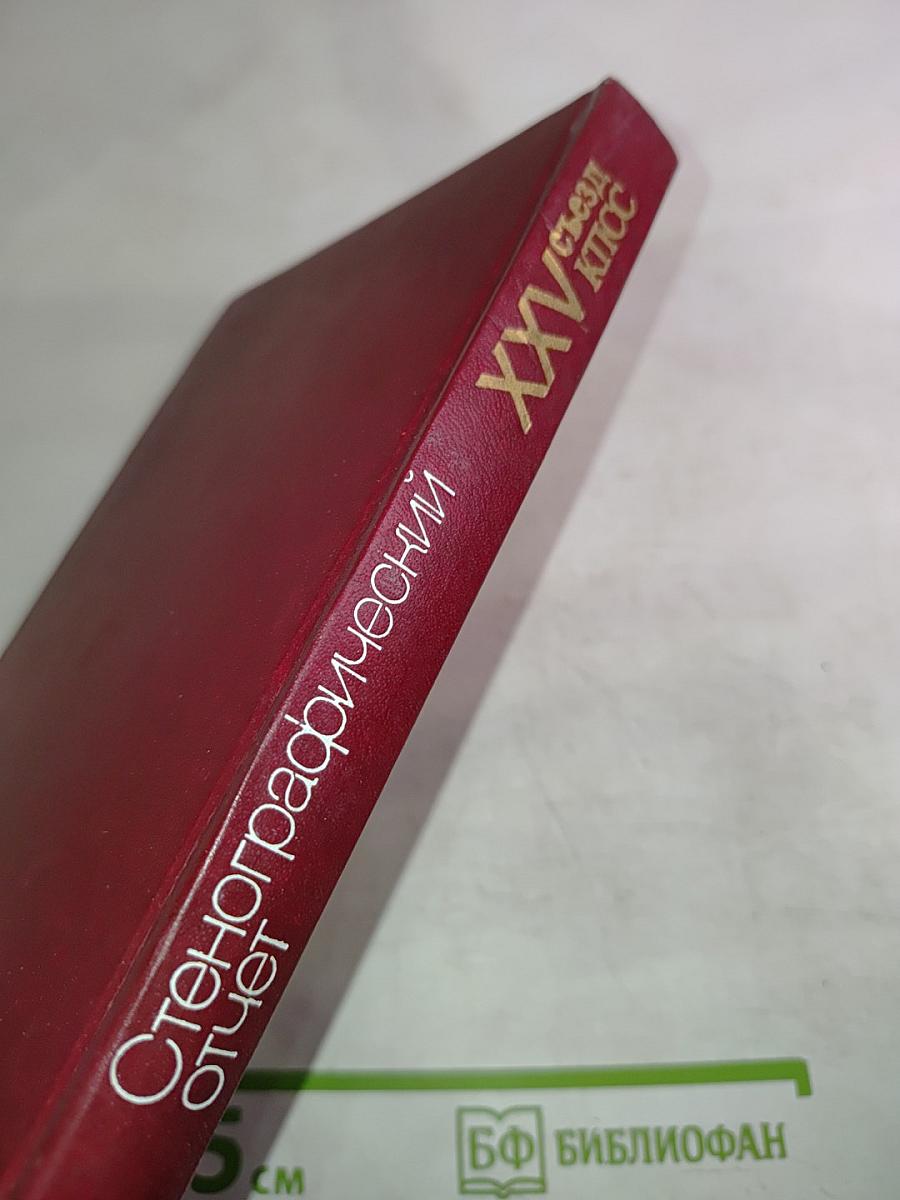 Стенографический
отчет
XXV
съезд
КПСС
5 см
БФ БИБЛИОФАН